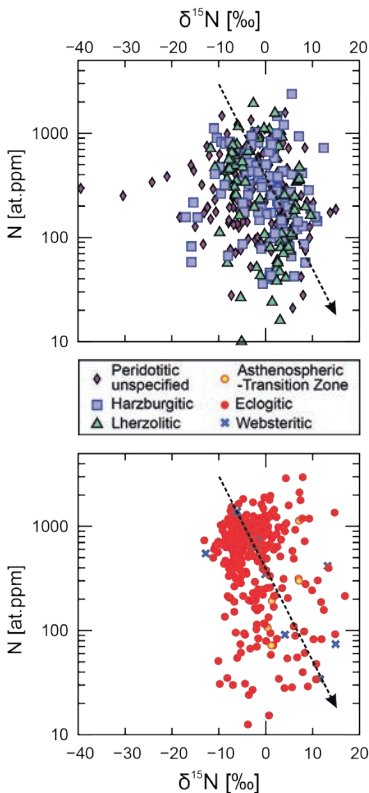 δ¹⁵N [‰]
−40 −30 −20 −10 0 10 20
N [at.ppm]
1000
100
10
Peridotitic unspecified
Harzburgitic
Lherzolitic
Asthenospheric -Transition Zone
Eclogitic
Websteritic
N [at.ppm]
1000
100
10
−40 −30 −20 −10 0 10 20
δ¹⁵N [‰]